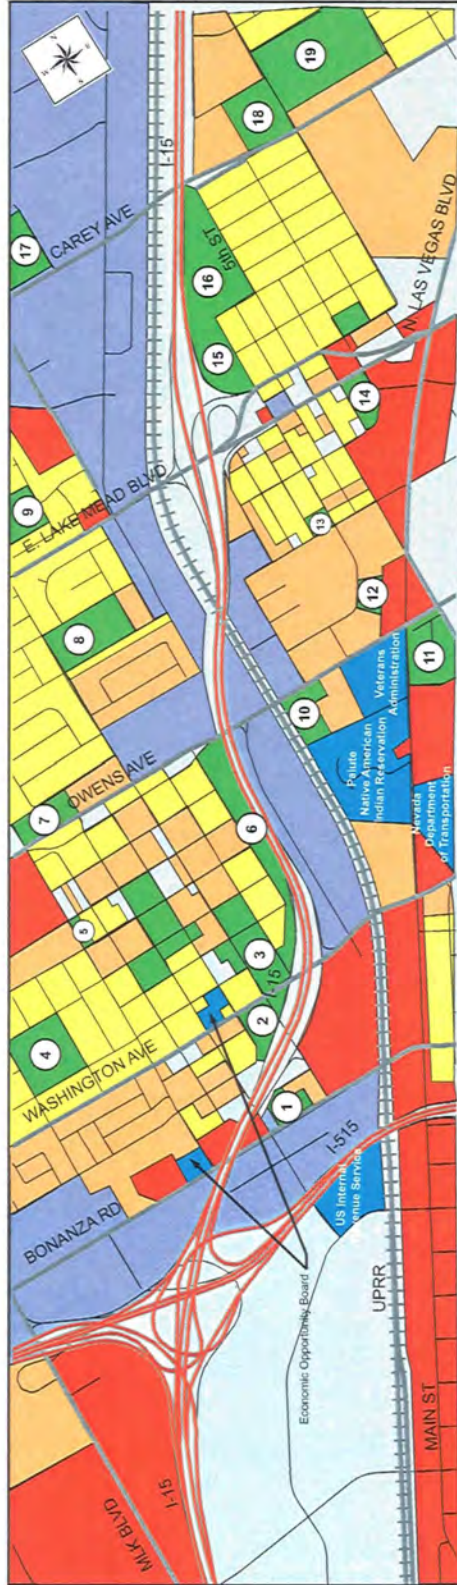 MLK BLVD
I-15
BONANZA RD
WASHINGTON AVE
4
5
7
OWENS AVE
8
9
E. LAKE MEAD BLVD
17
CAREY AVE
N
E
S
W
I-15
Economic Opportunity Board
1
2
3
I-15
6
I-515
10
13
15
16
5th ST
18
19
US Internal
Revenue Service
UPRR
MAIN ST
Paiute
Native American
Indian Reservation
Veterans
Administration
Nevada
Department
of Transportation
11
12
14
N. LAS VEGAS BLVD